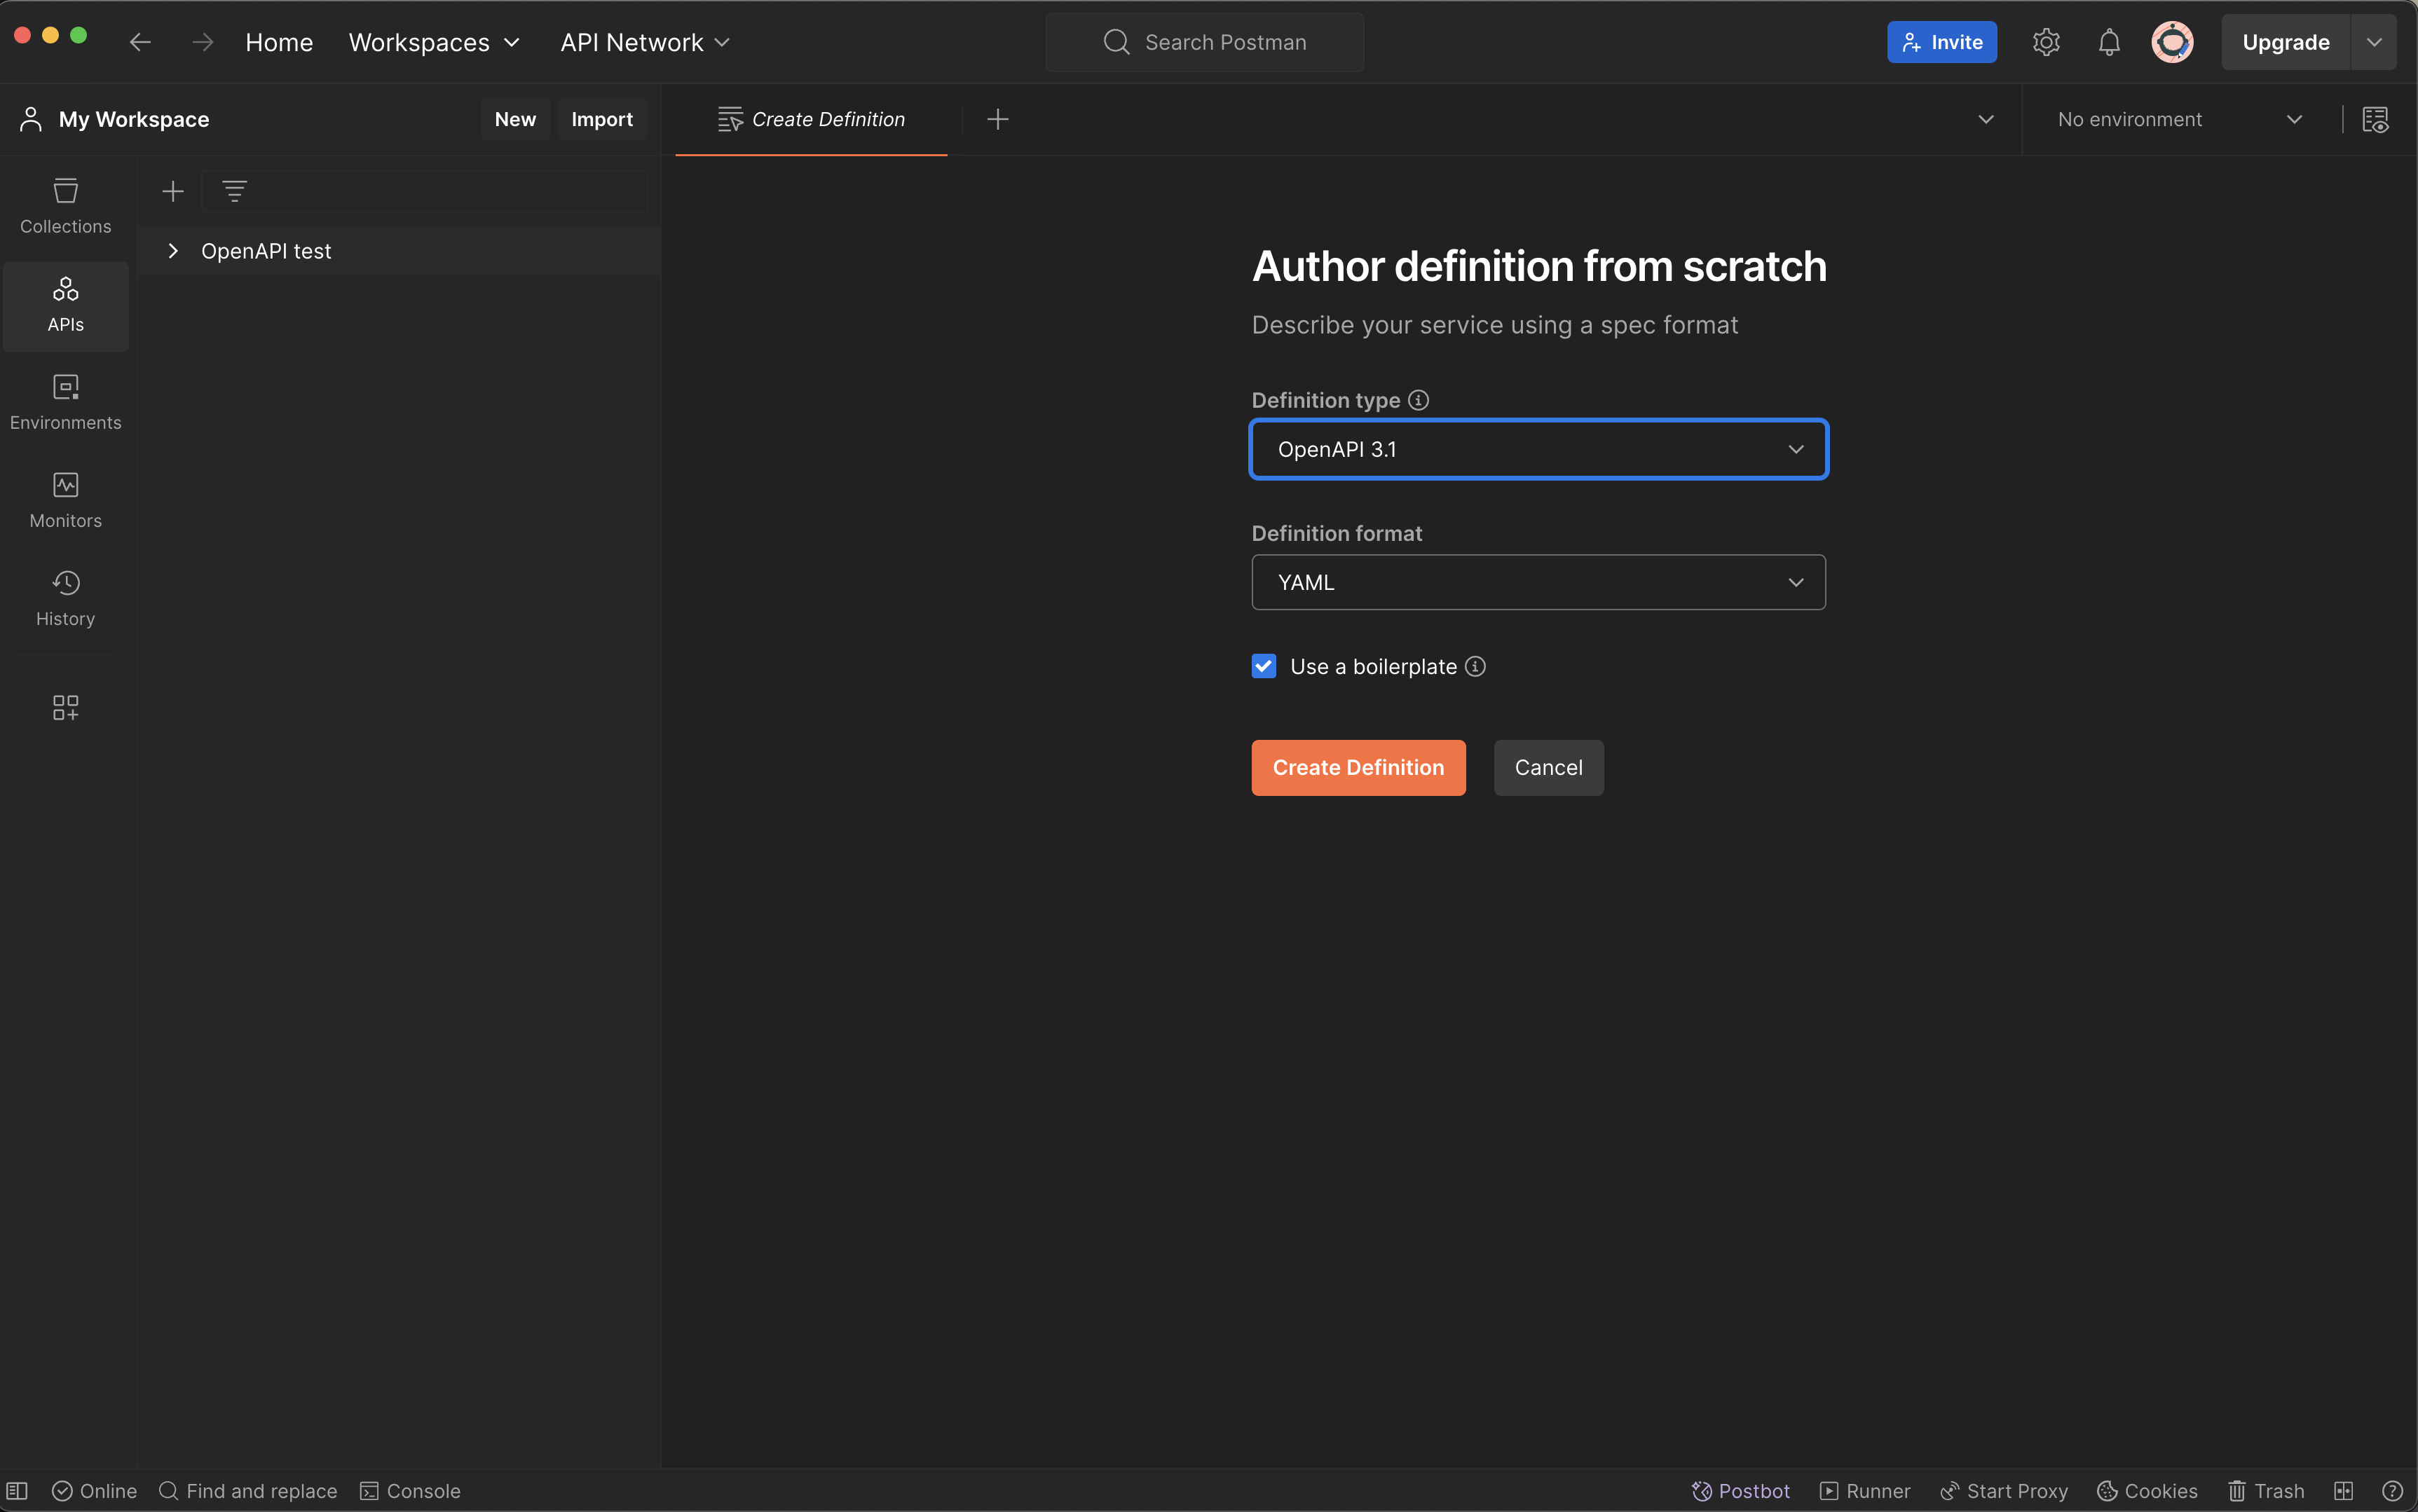 Home
Workspaces
API Network
Search Postman
Invite
Upgrade
My Workspace
New
Import
Create Definition
No environment
Collections
APIs
Environments
Monitors
History
OpenAPI test
Author definition from scratch
Describe your service using a spec format
Definition type
OpenAPI 3.1
Definition format
YAML
Use a boilerplate
Create Definition
Cancel
Online
Find and replace
Console
Postbot
Runner
Start Proxy
Cookies
Trash